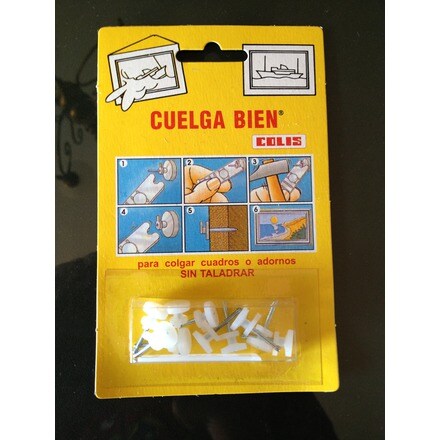 CUELGA BIEN®
COLIS
1 2 3
4 5 6
para colgar cuadros o adornos
SIN TALADRAR